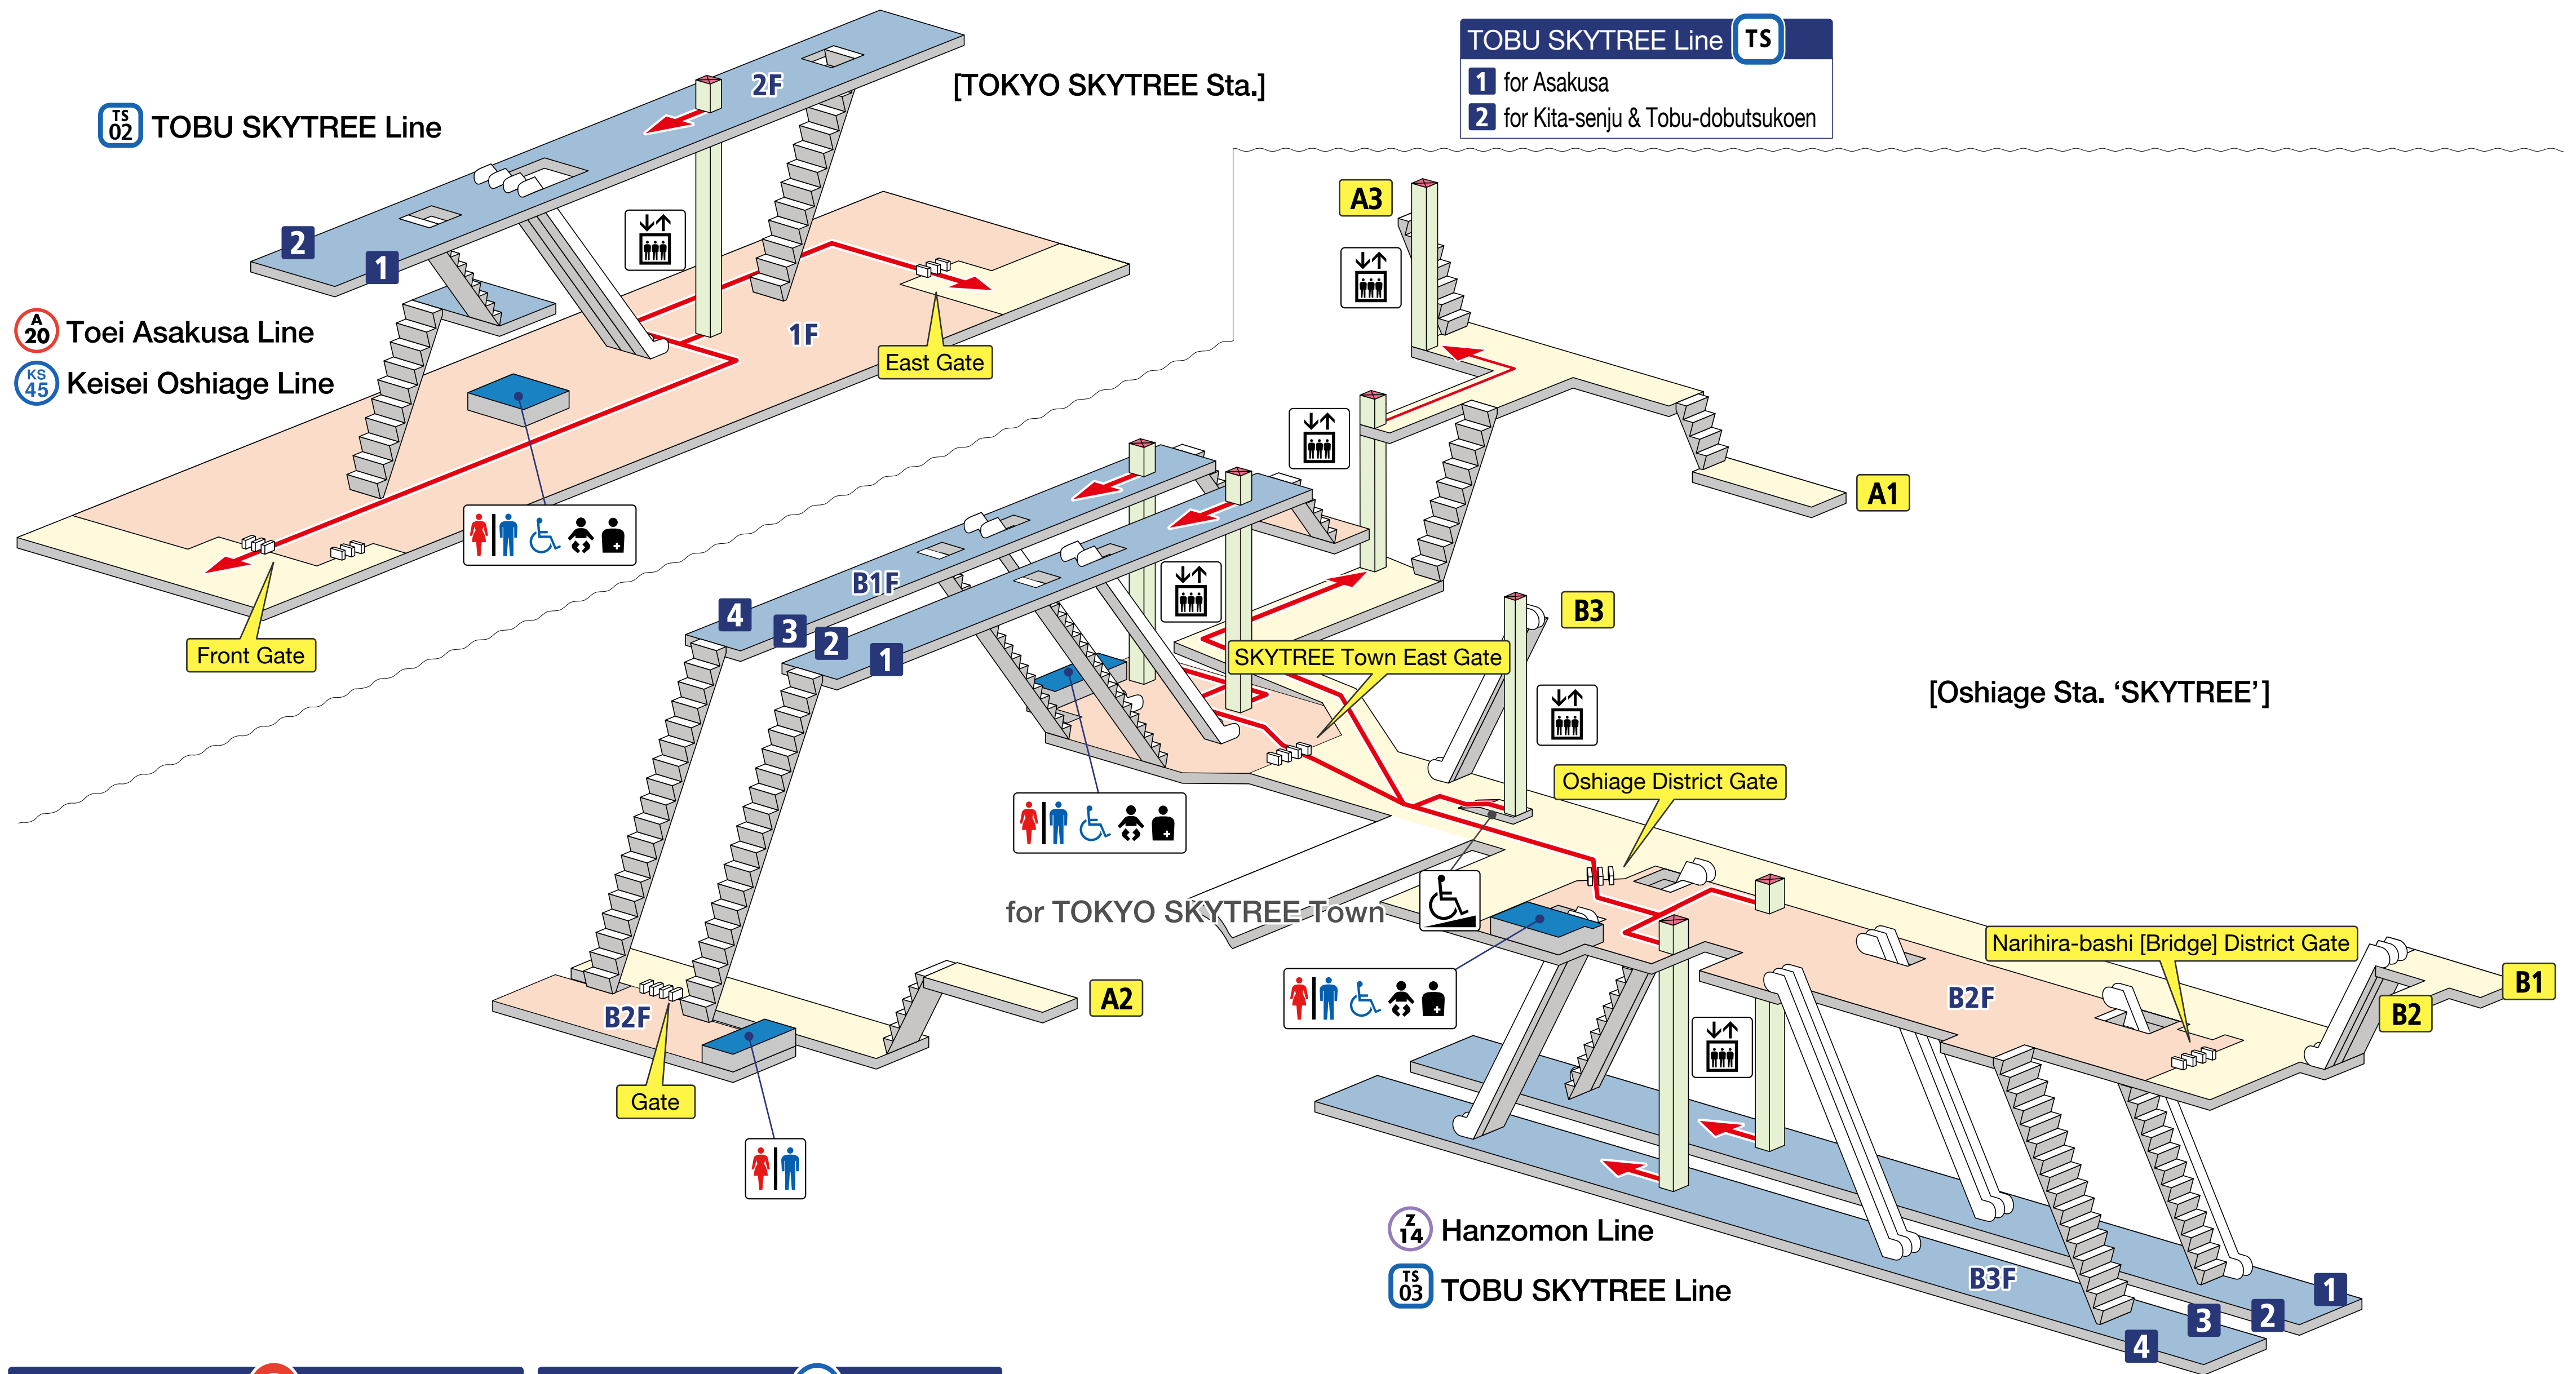 [TOKYO SKYTREE Sta.]
TOBU SKYTREE Line TS
1 for Asakusa
2 for Kita-senju & Tobu-dobutsukoen
TS 02 TOBU SKYTREE Line
2F
2
1
1F
East Gate
Front Gate
A3
A1
A 20 Toei Asakusa Line
KS 45 Keisei Oshiage Line
B1F
4
3
2
1
B3
SKYTREE Town East Gate
[Oshiage Sta. ‘SKYTREE’]
Oshiage District Gate
for TOKYO SKYTREE Town
Narihira-bashi [Bridge] District Gate
B2F
B1
B2
A2
B2F
Gate
Z 14 Hanzomon Line
TS 03 TOBU SKYTREE Line
B3F
1
2
3
4